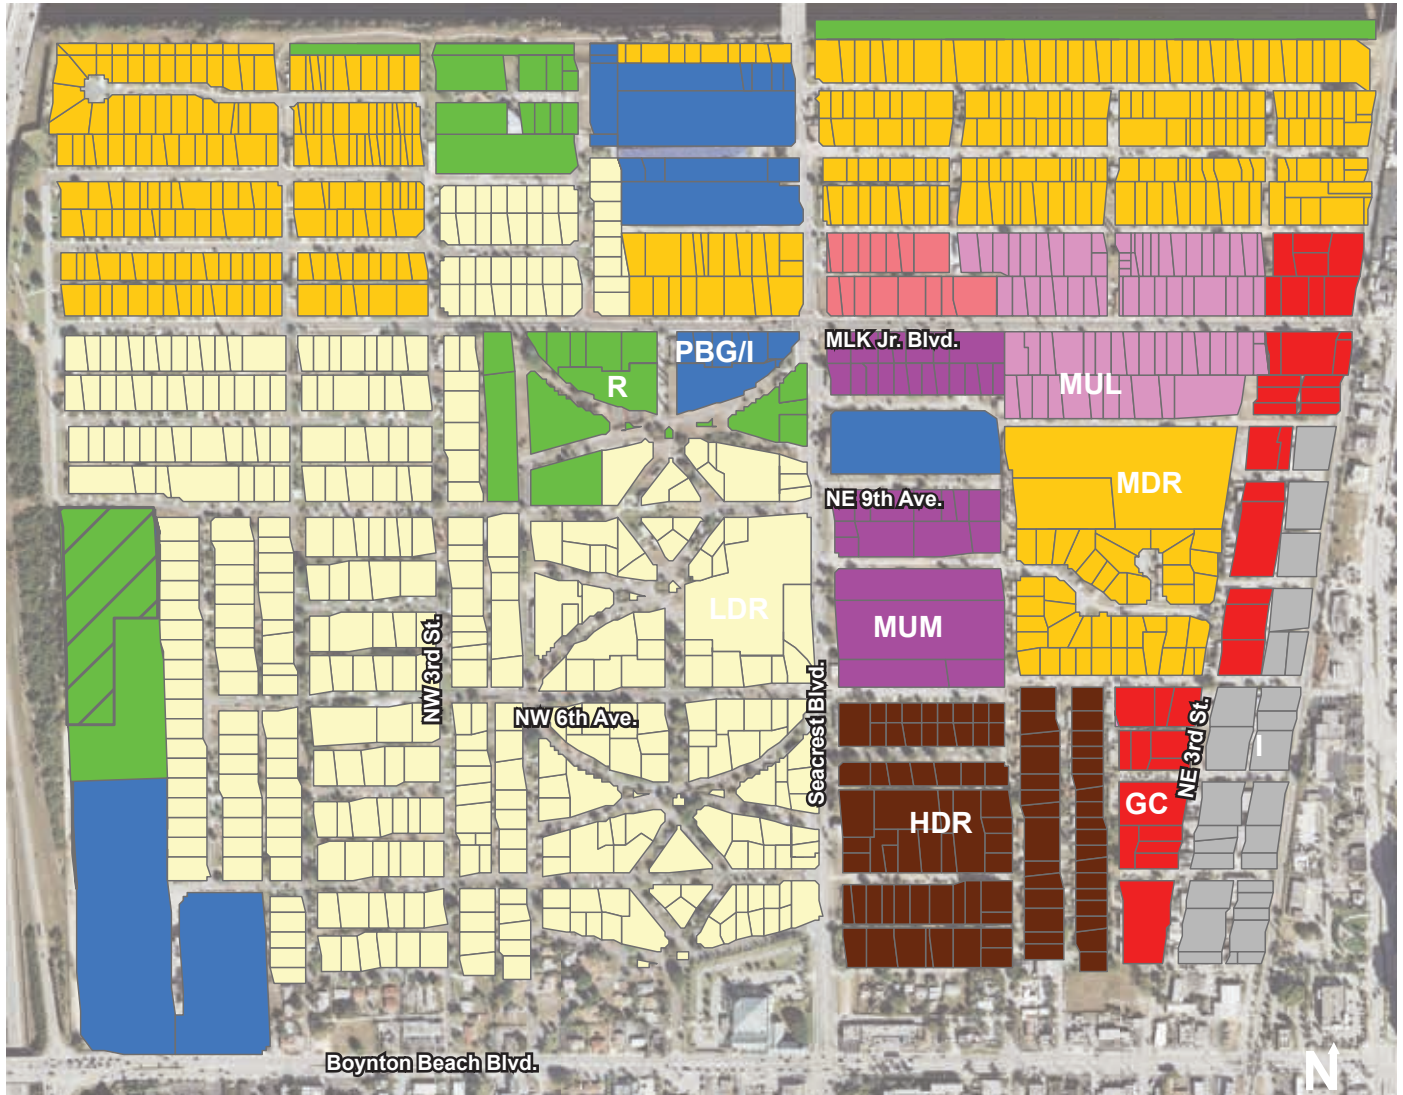 MLK Jr. Blvd.
PBG/I
R
MUL
MDR
NE 9th Ave.
LDR
MUM
NW 3rd St.
Seacrest Blvd.
NW 6th Ave.
NE 3rd St.
I
GC
HDR
Boynton Beach Blvd.
N